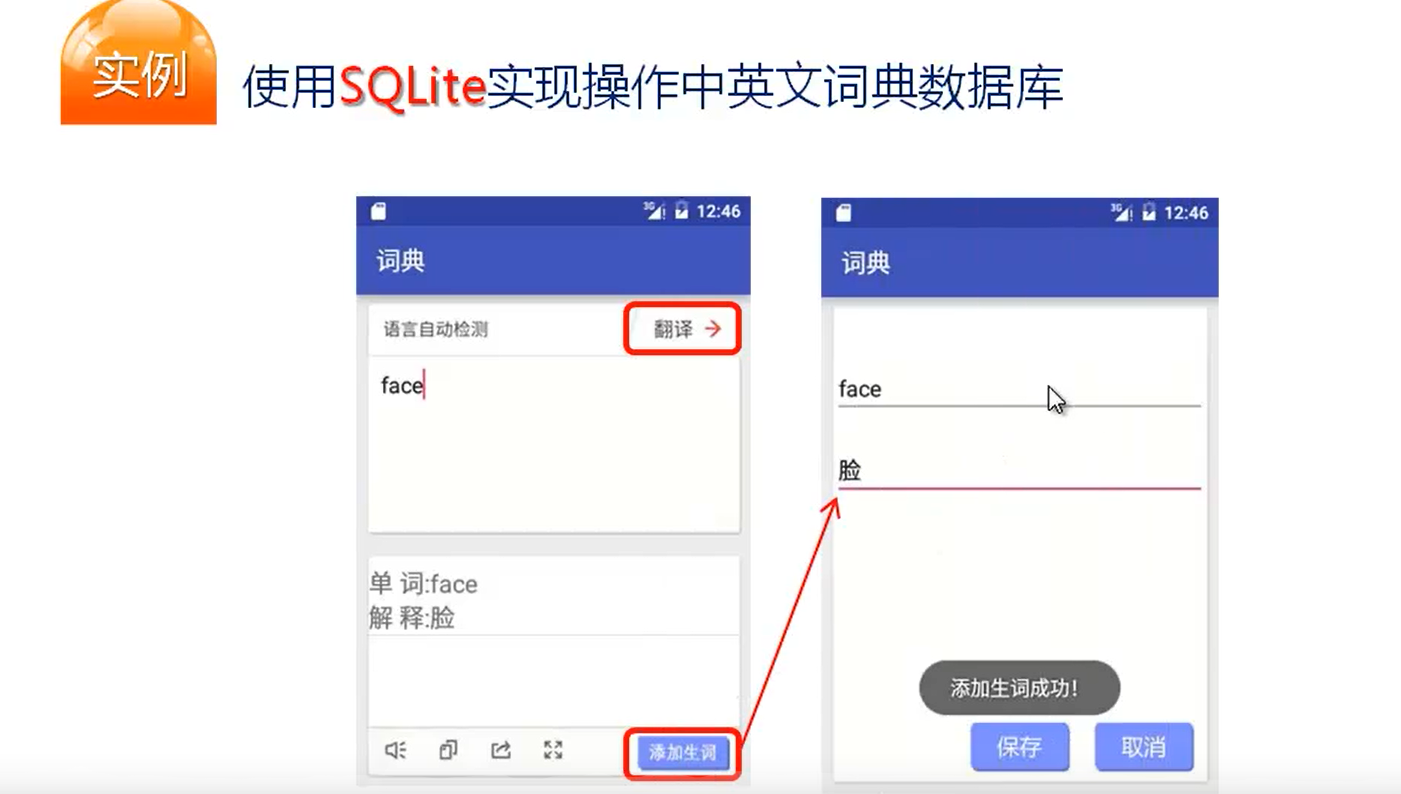 实例
使用SQLite实现操作中英文词典数据库
3G 12:46
词典
语言自动检测 翻译
face
单 词:face
解 释:脸
添加生词
3G 12:46
词典
face
脸
添加生词成功!
保存 取消